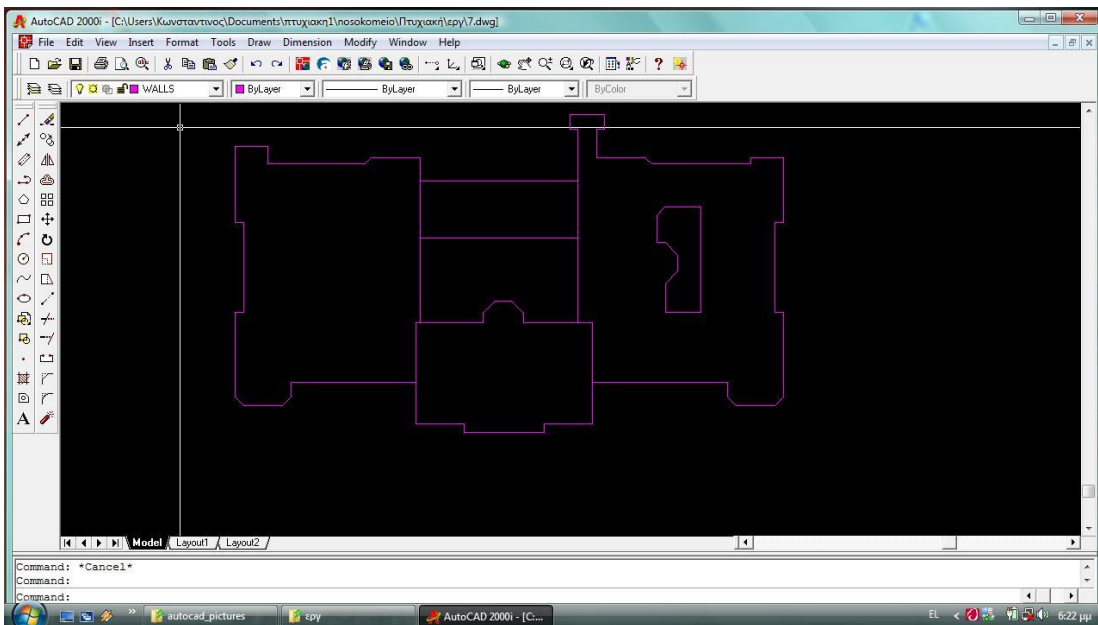 AutoCAD 2000i - [C:\Users\Κωνσταντινος\Documents\πτυχιακη1\nosokomeio\Πτυχιακή\εργ\7.dwg]
File Edit View Insert Format Tools Draw Dimension Modify Window Help
WALLS ByLayer ByLayer ByLayer ByColor
A
Model Layout1 Layout2
Command: *Cancel*
Command:
Command:
autocad_pictures εργ AutoCAD 2000i - [C:... EL 6:22 μμ